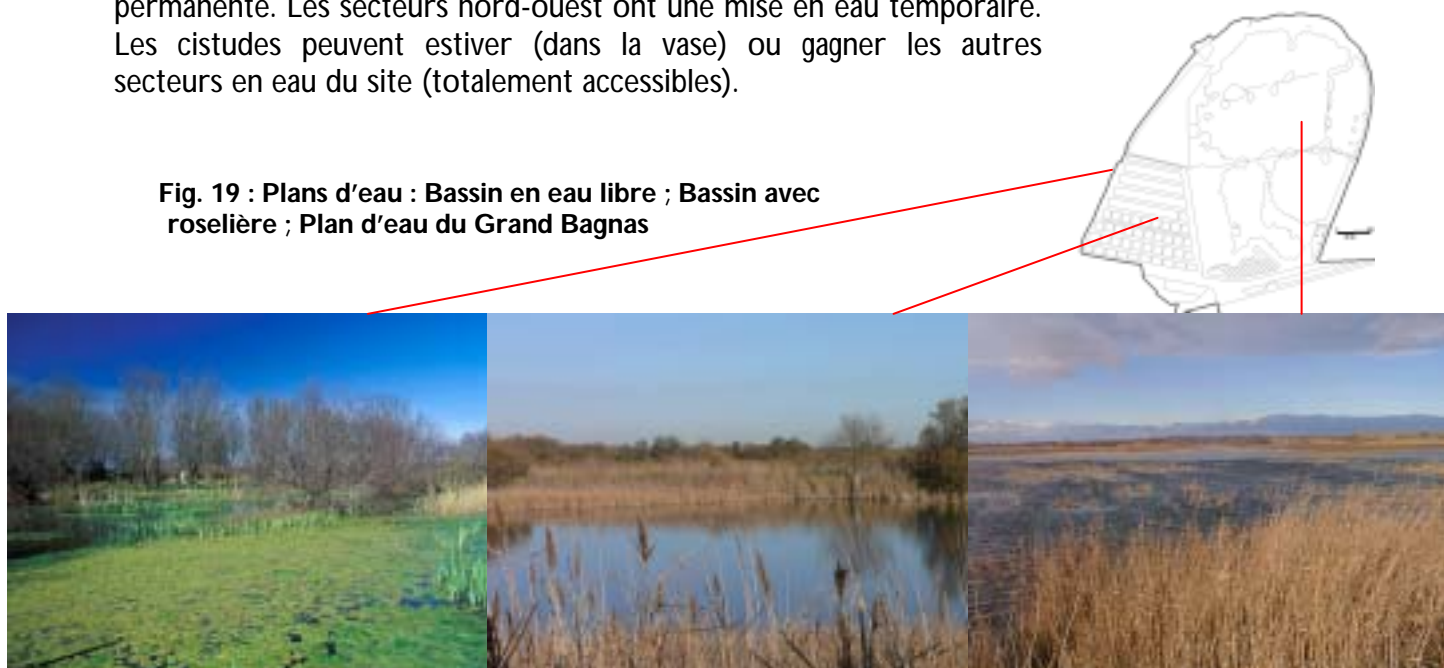 permanente. Les secteurs nord-ouest ont une mise en eau temporaire.
Les cistudes peuvent estiver (dans la vase) ou gagner les autres
secteurs en eau du site (totalement accessibles).
Fig. 19 : Plans d'eau : Bassin en eau libre ; Bassin avec
roselière ; Plan d'eau du Grand Bagnas